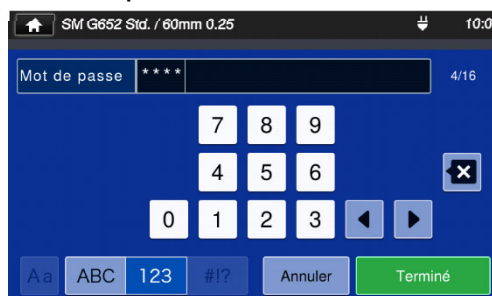 SM G652 Std. / 60mm 0.25 10:0
Mot de passe **** 4/16
7 8 9
4 5 6
0 1 2 3
Aa ABC 123 #!? Annuler Terminé